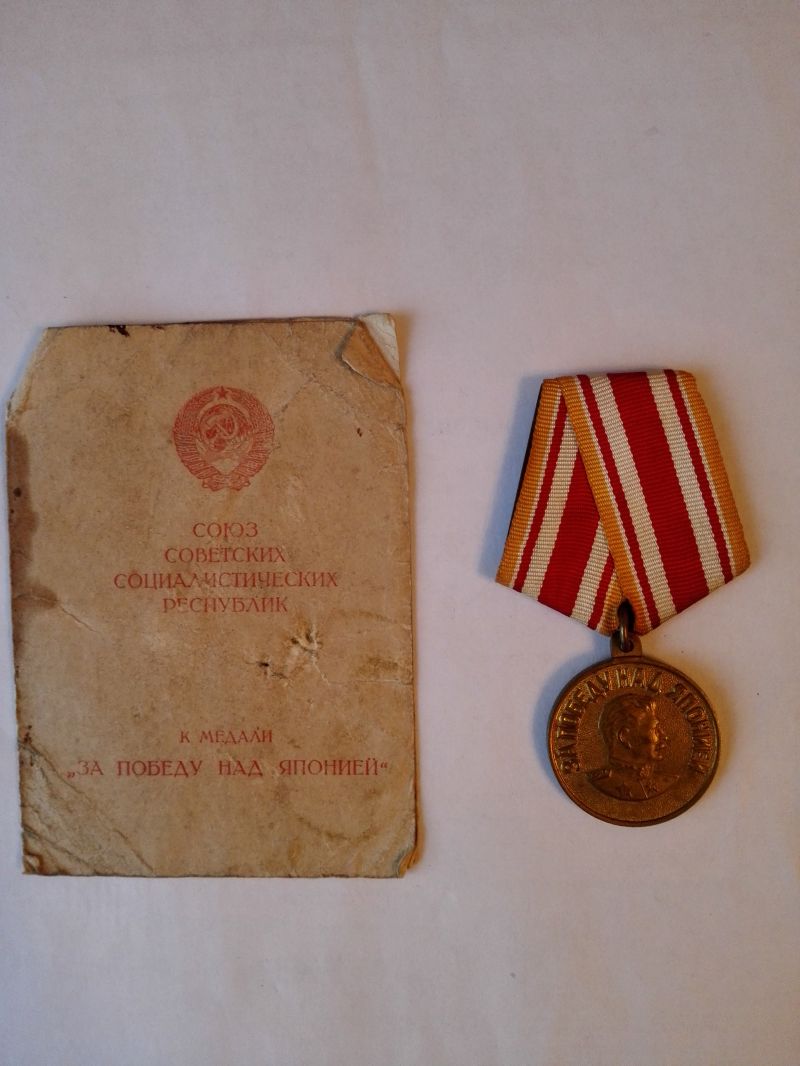 СОЮЗ
СОВЕТСКИХ
СОЦИАЛИСТИЧЕСКИХ
РЕСПУБЛИК
К МЕДАЛИ
„ЗА ПОБЕДУ НАД ЯПОНИЕЙ“
ЗА ПОБЕДУ НАД ЯПОНИЕЙ